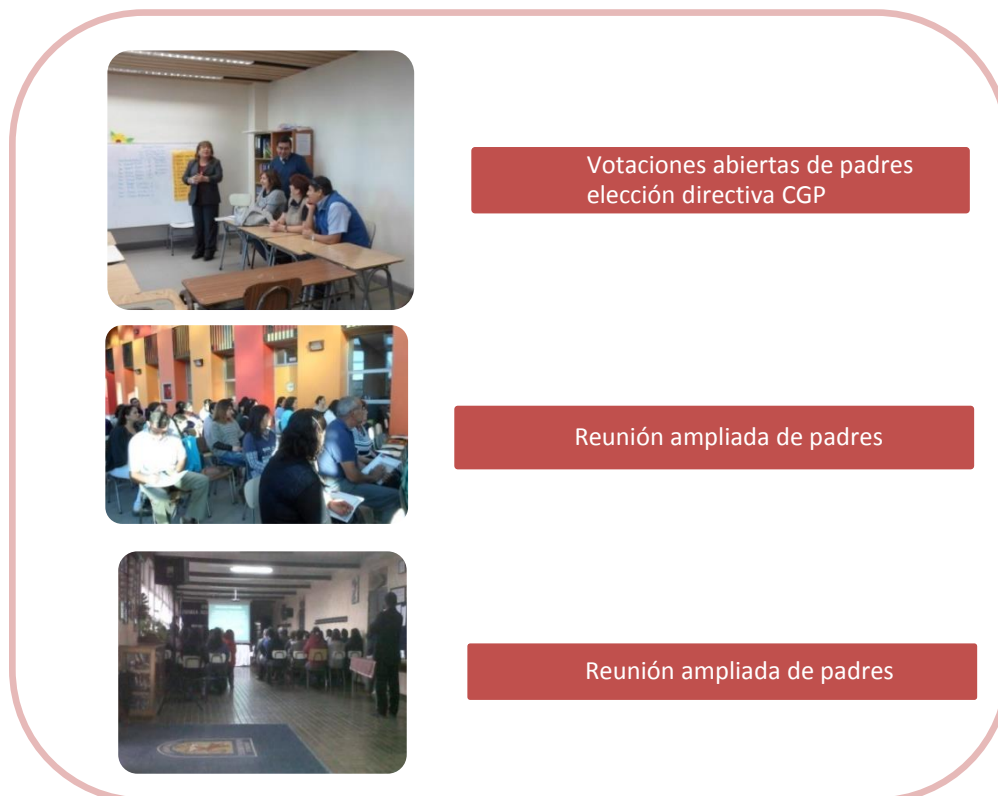 Votaciones abiertas de padres
elección directiva CGP
Reunión ampliada de padres
Reunión ampliada de padres